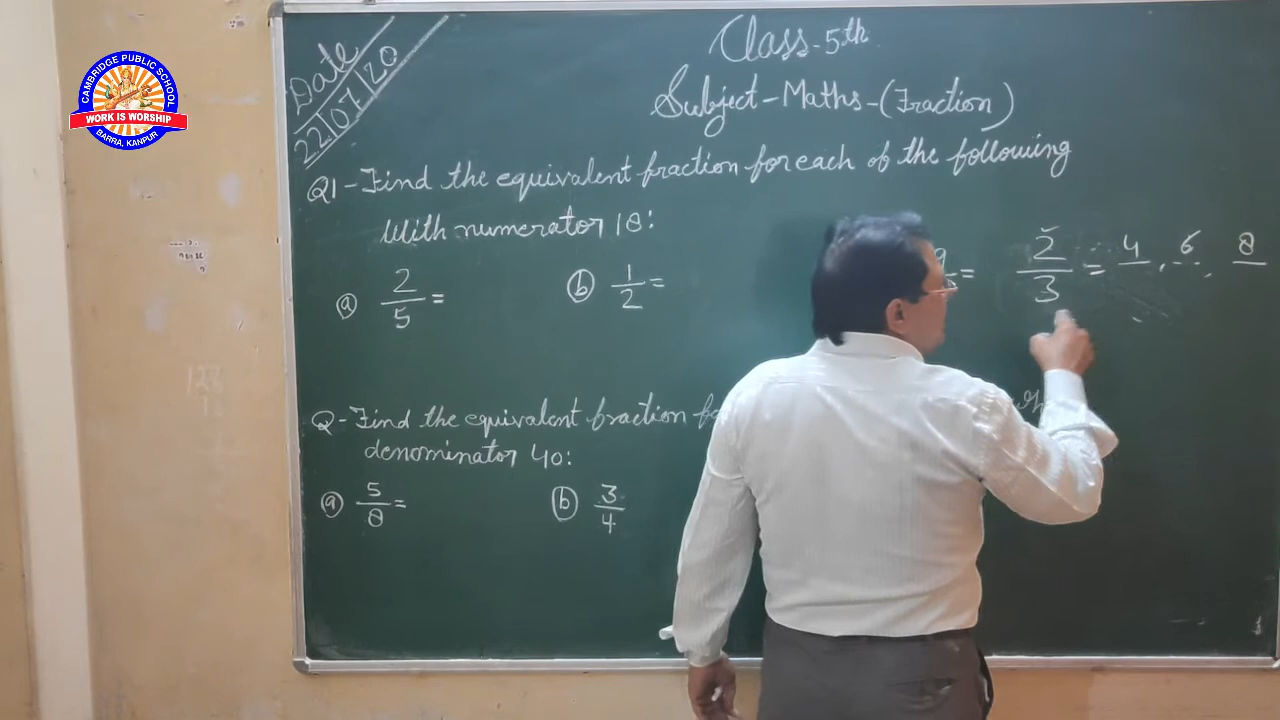 CAMBRIDGE PUBLIC SCHOOL
WORK IS WORSHIP
BARRA, KANPUR
Date
22/07/20
Class-5th
Subject-Maths-(Fraction)
Q1-Find the equivalent fraction for each of the following
With numerator 18:
(a) 2/5 =
(b) 1/2 =
9 =
2/3 = 4 , 6 , 8
Q-Find the equivalent fraction
denominator 40:
(a) 5/8 =
(b) 3/4